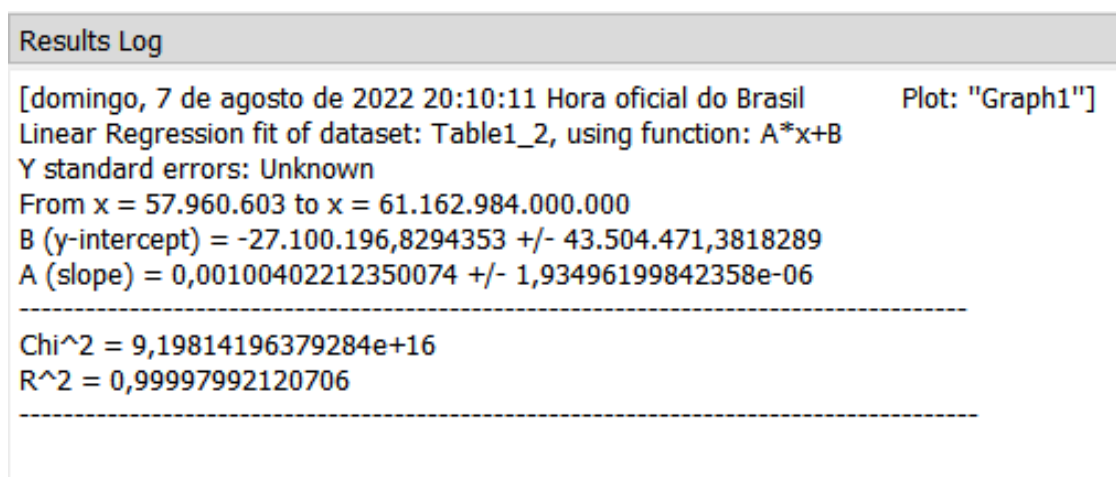 Results Log
[domingo, 7 de agosto de 2022 20:10:11 Hora oficial do Brasil Plot: "Graph1"]
Linear Regression fit of dataset: Table1_2, using function: A*x+B
Y standard errors: Unknown
From x = 57.960.603 to x = 61.162.984.000.000
B (y-intercept) = -27.100.196,8294353 +/- 43.504.471,3818289
A (slope) = 0,00100402212350074 +/- 1,93496199842358e-06
--------------------------------------------------------------------------------------
Chi^2 = 9,19814196379284e+16
R^2 = 0,99997992120706
---------------------------------------------------------------------------------------